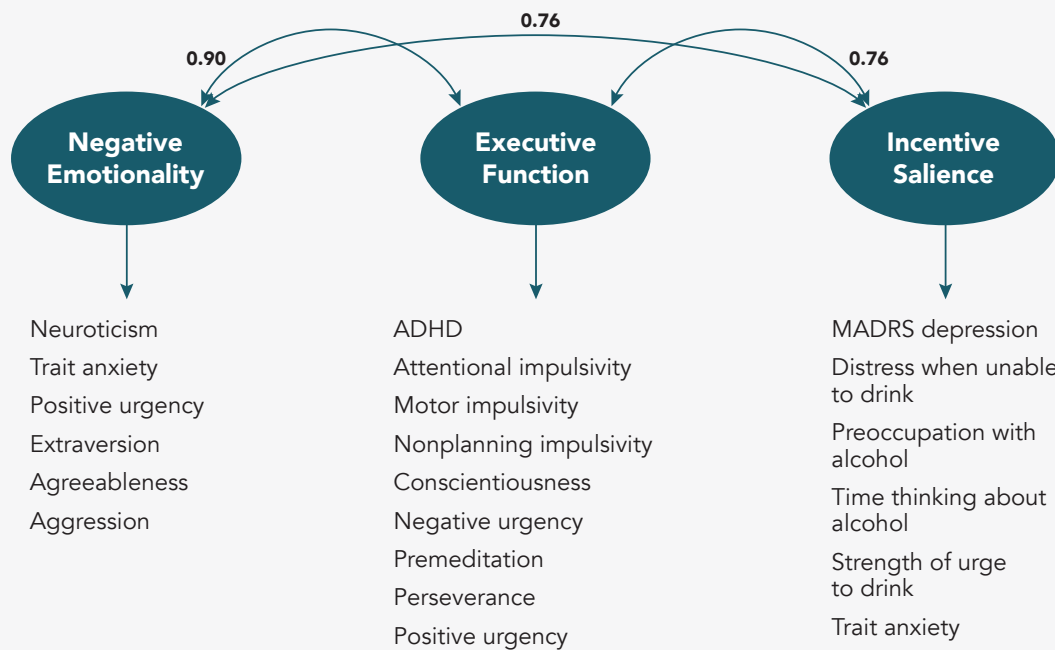 0.76
0.90
0.76
Negative
Emotionality
Executive
Function
Incentive
Salience
Neuroticism
Trait anxiety
Positive urgency
Extraversion
Agreeableness
Aggression
ADHD
Attentional impulsivity
Motor impulsivity
Nonplanning impulsivity
Conscientiousness
Negative urgency
Premeditation
Perseverance
Positive urgency
MADRS depression
Distress when unable
to drink
Preoccupation with
alcohol
Time thinking about
alcohol
Strength of urge
to drink
Trait anxiety